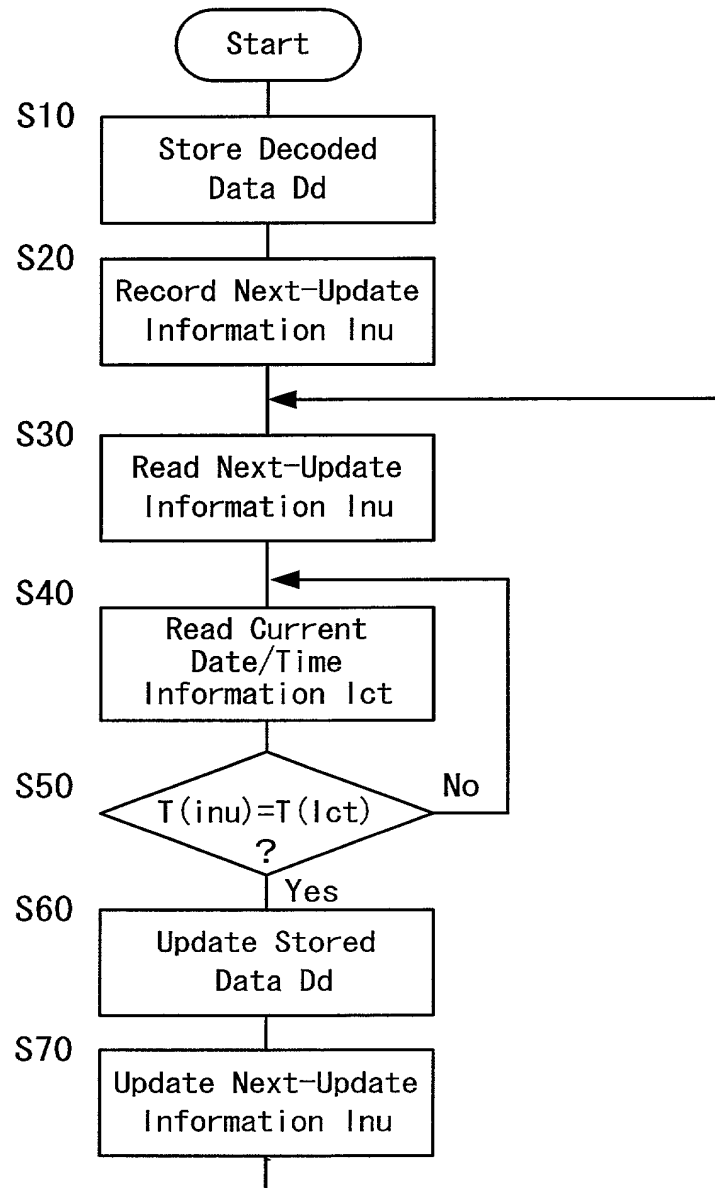 Start
S10
Store Decoded
Data Dd
S20
Record Next-Update
Information Inu
S30
Read Next-Update
Information Inu
S40
Read Current
Date/Time
Information Ict
S50
T(inu)=T(Ict)
?
No
Yes
S60
Update Stored
Data Dd
S70
Update Next-Update
Information Inu